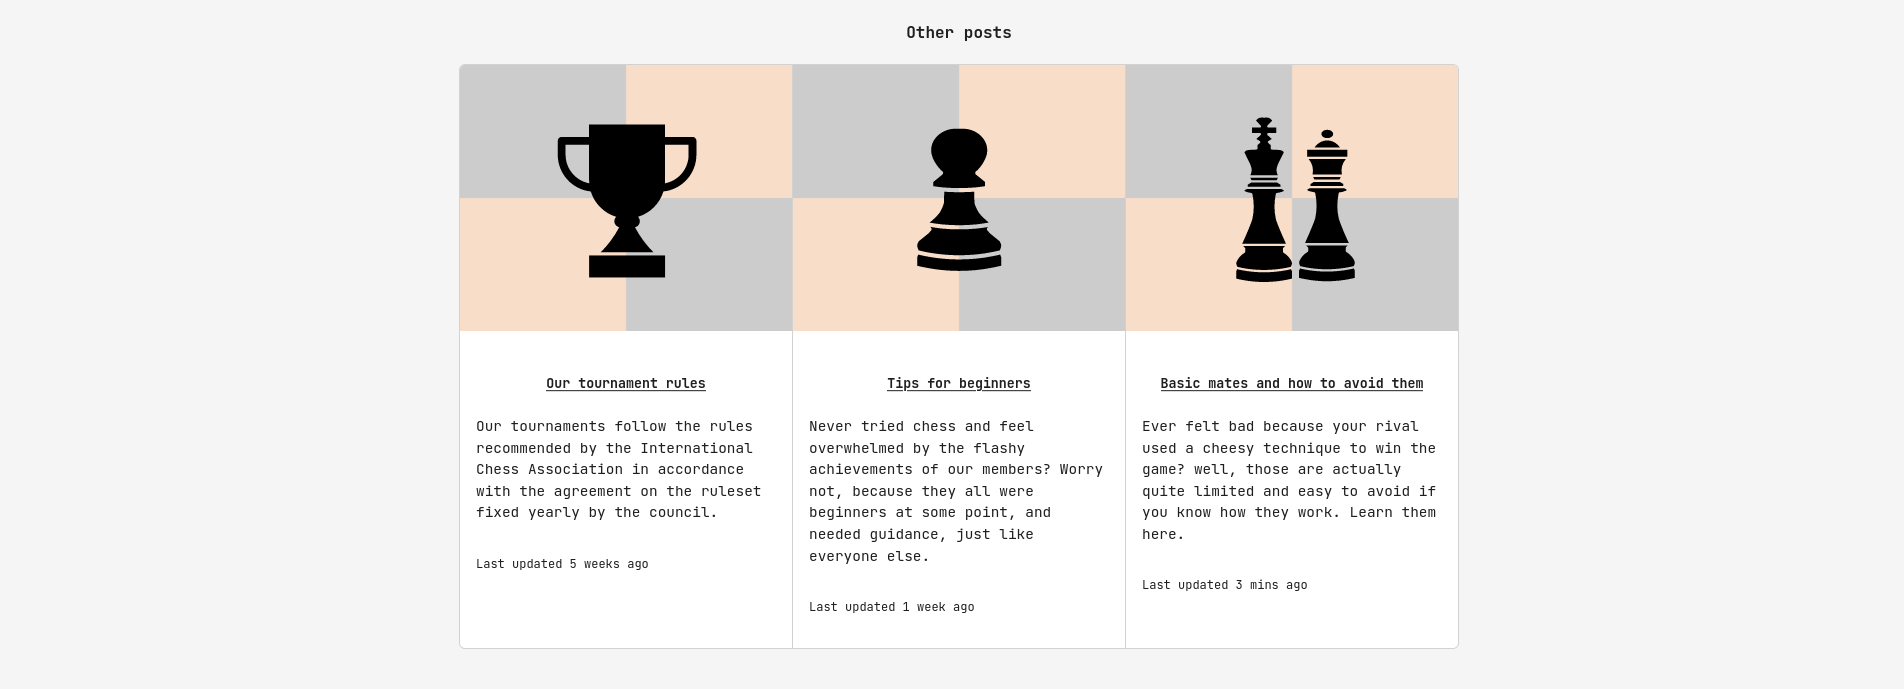 Other posts
Our tournament rules
Our tournaments follow the rules
recommended by the International
Chess Association in accordance
with the agreement on the ruleset
fixed yearly by the council.
Last updated 5 weeks ago
Tips for beginners
Never tried chess and feel
overwhelmed by the flashy
achievements of our members? Worry
not, because they all were
beginners at some point, and
needed guidance, just like
everyone else.
Last updated 1 week ago
Basic mates and how to avoid them
Ever felt bad because your rival
used a cheesy technique to win the
game? well, those are actually
quite limited and easy to avoid if
you know how they work. Learn them
here.
Last updated 3 mins ago